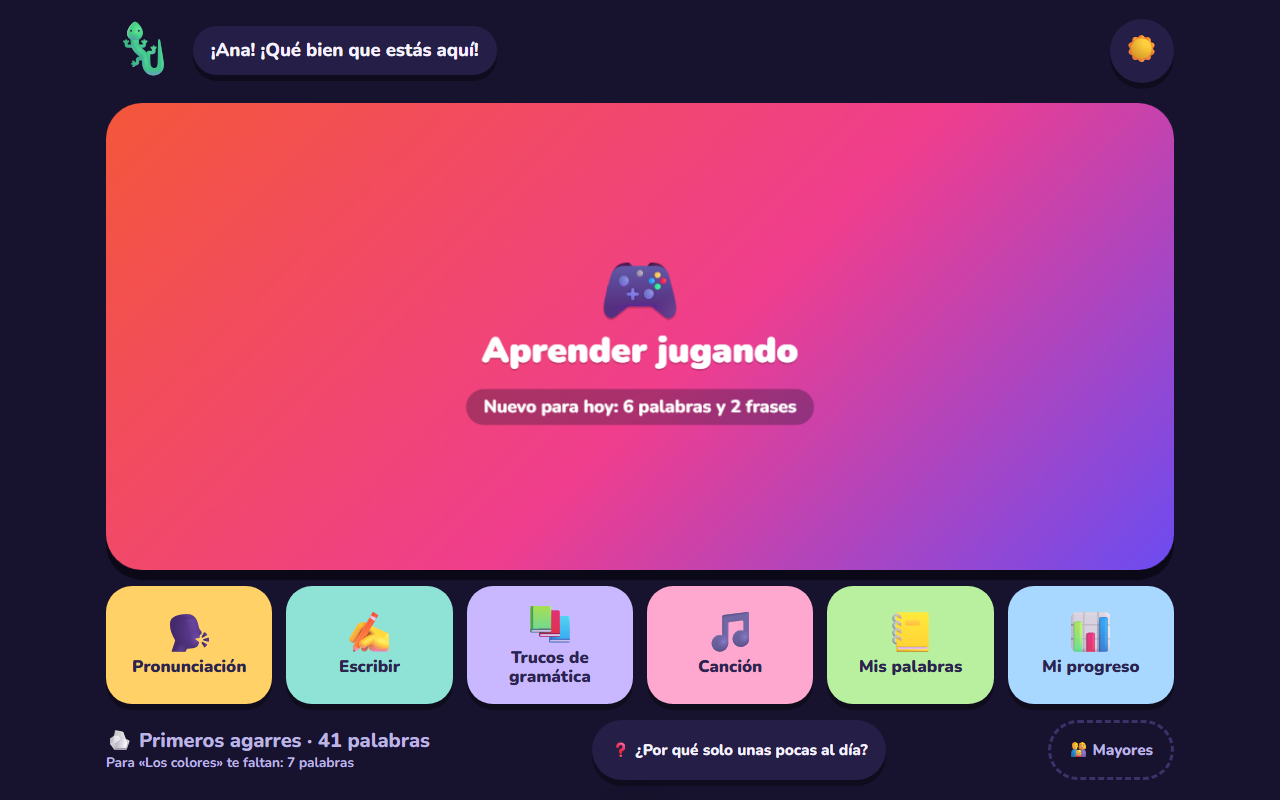 ¡Ana! ¡Qué bien que estás aquí!
Aprender jugando
Nuevo para hoy: 6 palabras y 2 frases
Pronunciación
Escribir
Trucos de
gramática
Canción
Mis palabras
Mi progreso
Primeros agarres · 41 palabras
Para «Los colores» te faltan: 7 palabras
¿Por qué solo unas pocas al día?
Mayores